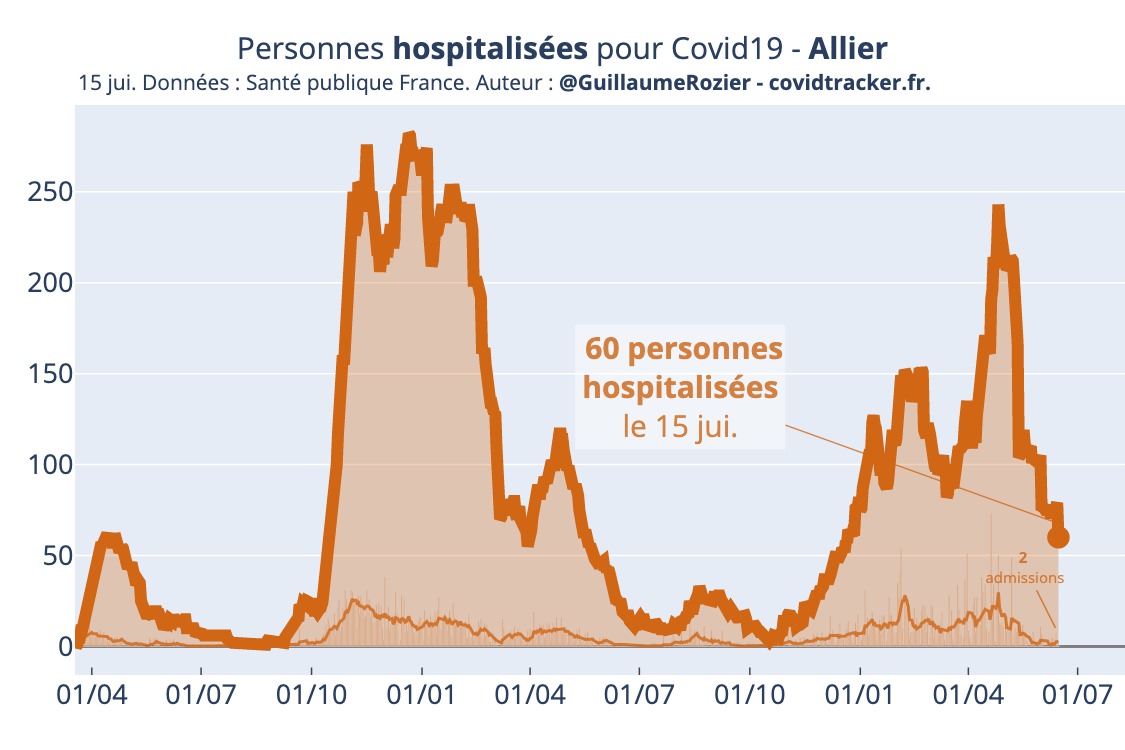 Personnes hospitalisées pour Covid19 - Allier
15 jui. Données : Santé publique France. Auteur : @GuillaumeRozier - covidtracker.fr.
250
200
150
100
50
0
60 personnes
hospitalisées
le 15 jui.
2
admissions
01/04 01/07 01/10 01/01 01/04 01/07 01/10 01/01 01/04 01/07